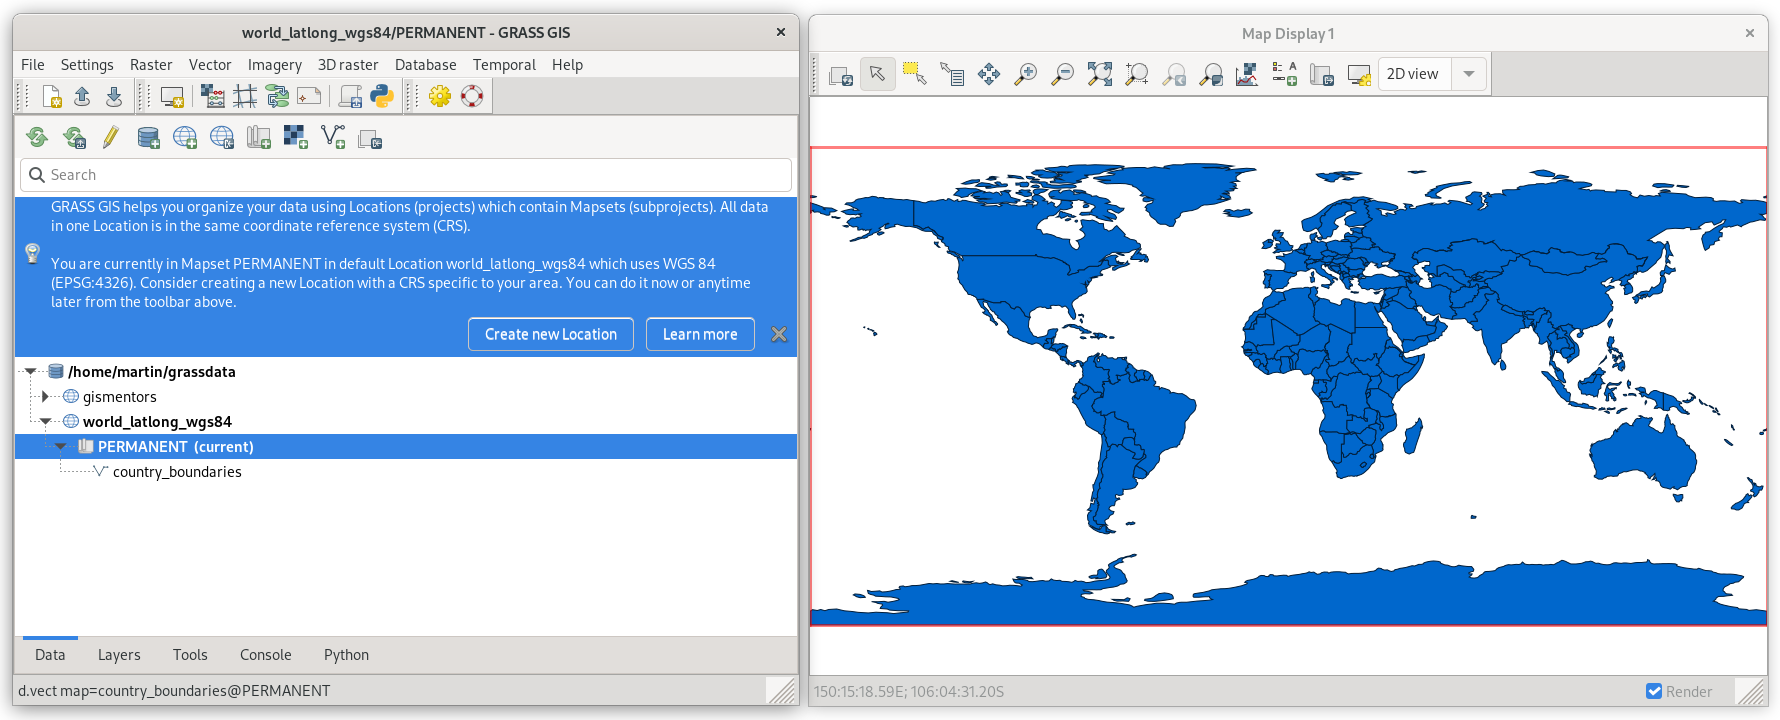 world_latlong_wgs84/PERMANENT - GRASS GIS
File Settings Raster Vector Imagery 3D raster Database Temporal Help
Search
GRASS GIS helps you organize your data using Locations (projects) which contain Mapsets (subprojects). All data
in one Location is in the same coordinate reference system (CRS).
You are currently in Mapset PERMANENT in default Location world_latlong_wgs84 which uses WGS 84
(EPSG:4326). Consider creating a new Location with a CRS specific to your area. You can do it now or anytime
later from the toolbar above.
Create new Location Learn more
/home/martin/grassdata
gismentors
world_latlong_wgs84
PERMANENT (current)
country_boundaries
Data Layers Tools Console Python
d.vect map=country_boundaries@PERMANENT
Map Display 1
2D view
150:15:18.59E; 106:04:31.20S
Render